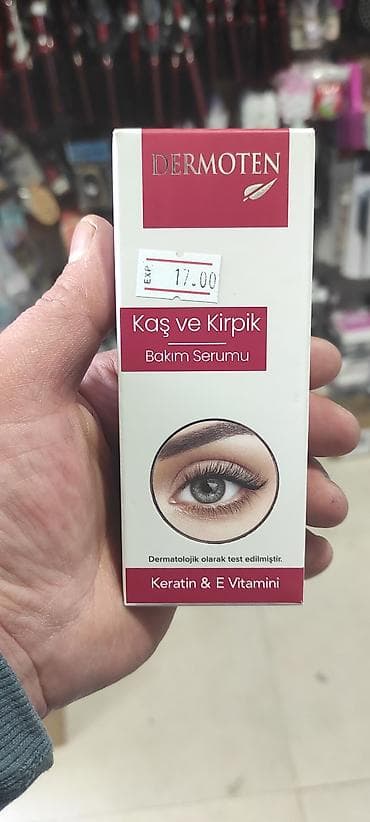 DERMOTEN
EXP
17.00
Kaş ve Kirpik
Bakım Serumu
Dermatolojik olarak test edilmiştir.
Keratin & E Vitamini